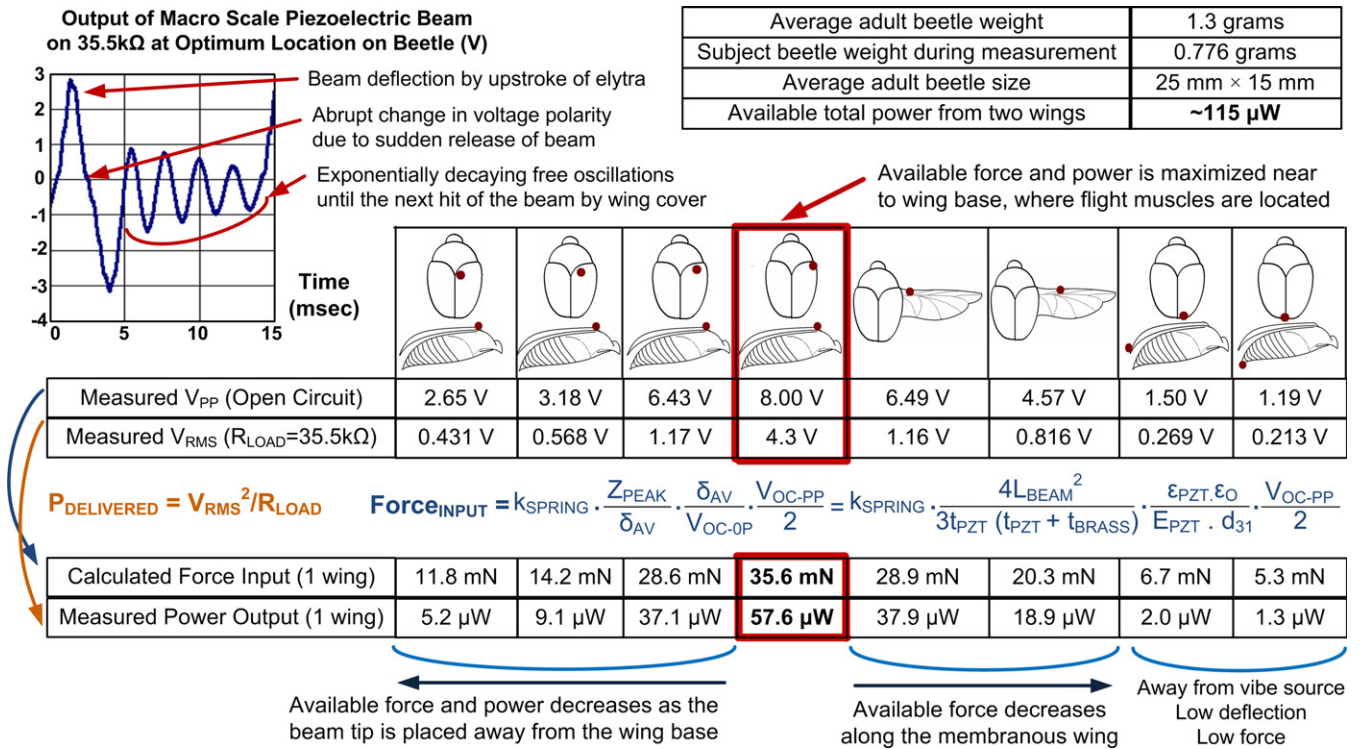 Output of Macro Scale Piezoelectric Beam
on 35.5kΩ at Optimum Location on Beetle (V)
3
2
1
0
-1
-2
-3
-4
0
5
10
15
Time
(msec)
Beam deflection by upstroke of elytra
Abrupt change in voltage polarity
due to sudden release of beam
Exponentially decaying free oscillations
until the next hit of the beam by wing cover
Average adult beetle weight 1.3 grams
Subject beetle weight during measurement 0.776 grams
Average adult beetle size 25 mm × 15 mm
Available total power from two wings ~115 µW
Available force and power is maximized near
to wing base, where flight muscles are located
Measured VPP (Open Circuit) 2.65 V 3.18 V 6.43 V 8.00 V 6.49 V 4.57 V 1.50 V 1.19 V
Measured VRMS (RLOAD=35.5kΩ) 0.431 V 0.568 V 1.17 V 4.3 V 1.16 V 0.816 V 0.269 V 0.213 V
PDELIVERED = VRMS²/RLOAD
ForceINPUT = kSPRING · ZPEAK/δAV · δAV/VOC-0P · VOC-PP/2 = kSPRING · 4LBEAM²/3tPZT (tPZT + tBRASS) · εPZT.εO/EPZT . d31 · VOC-PP/2
Calculated Force Input (1 wing) 11.8 mN 14.2 mN 28.6 mN 35.6 mN 28.9 mN 20.3 mN 6.7 mN 5.3 mN
Measured Power Output (1 wing) 5.2 µW 9.1 µW 37.1 µW 57.6 µW 37.9 µW 18.9 µW 2.0 µW 1.3 µW
Available force and power decreases as the
beam tip is placed away from the wing base
Available force decreases
along the membranous wing
Away from vibe source
Low deflection
Low force